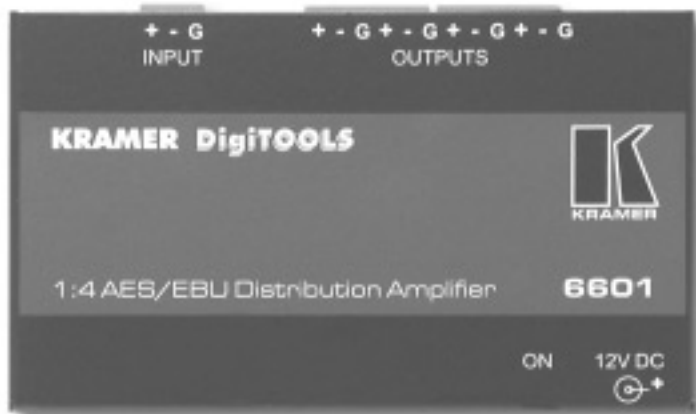 + - G + - G + - G + - G + - G
INPUT OUTPUTS
KRAMER DigiTOOLS
KRAMER
1:4 AES/EBU Distribution Amplifier 6601
ON 12V DC
+